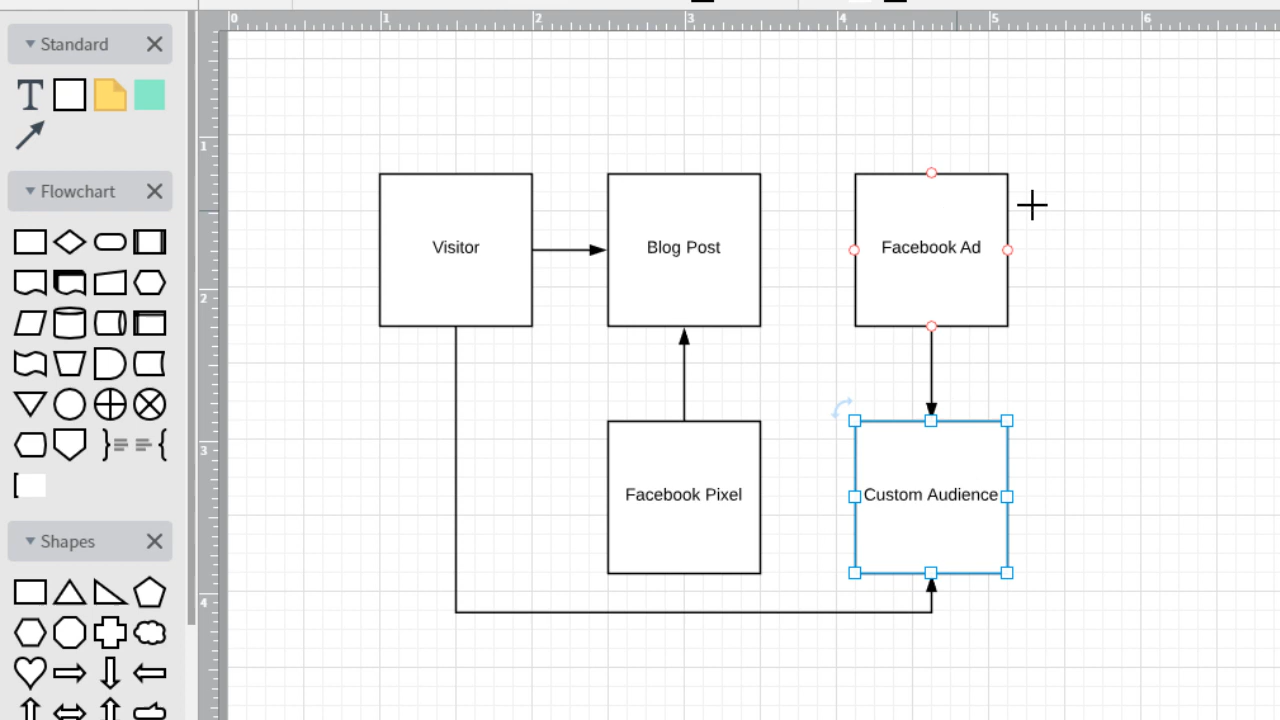 0 1 2 3 4 5 6
Standard
T
1
Flowchart
Visitor
Blog Post
Facebook Ad
2
3
Facebook Pixel
Custom Audience
Shapes
4